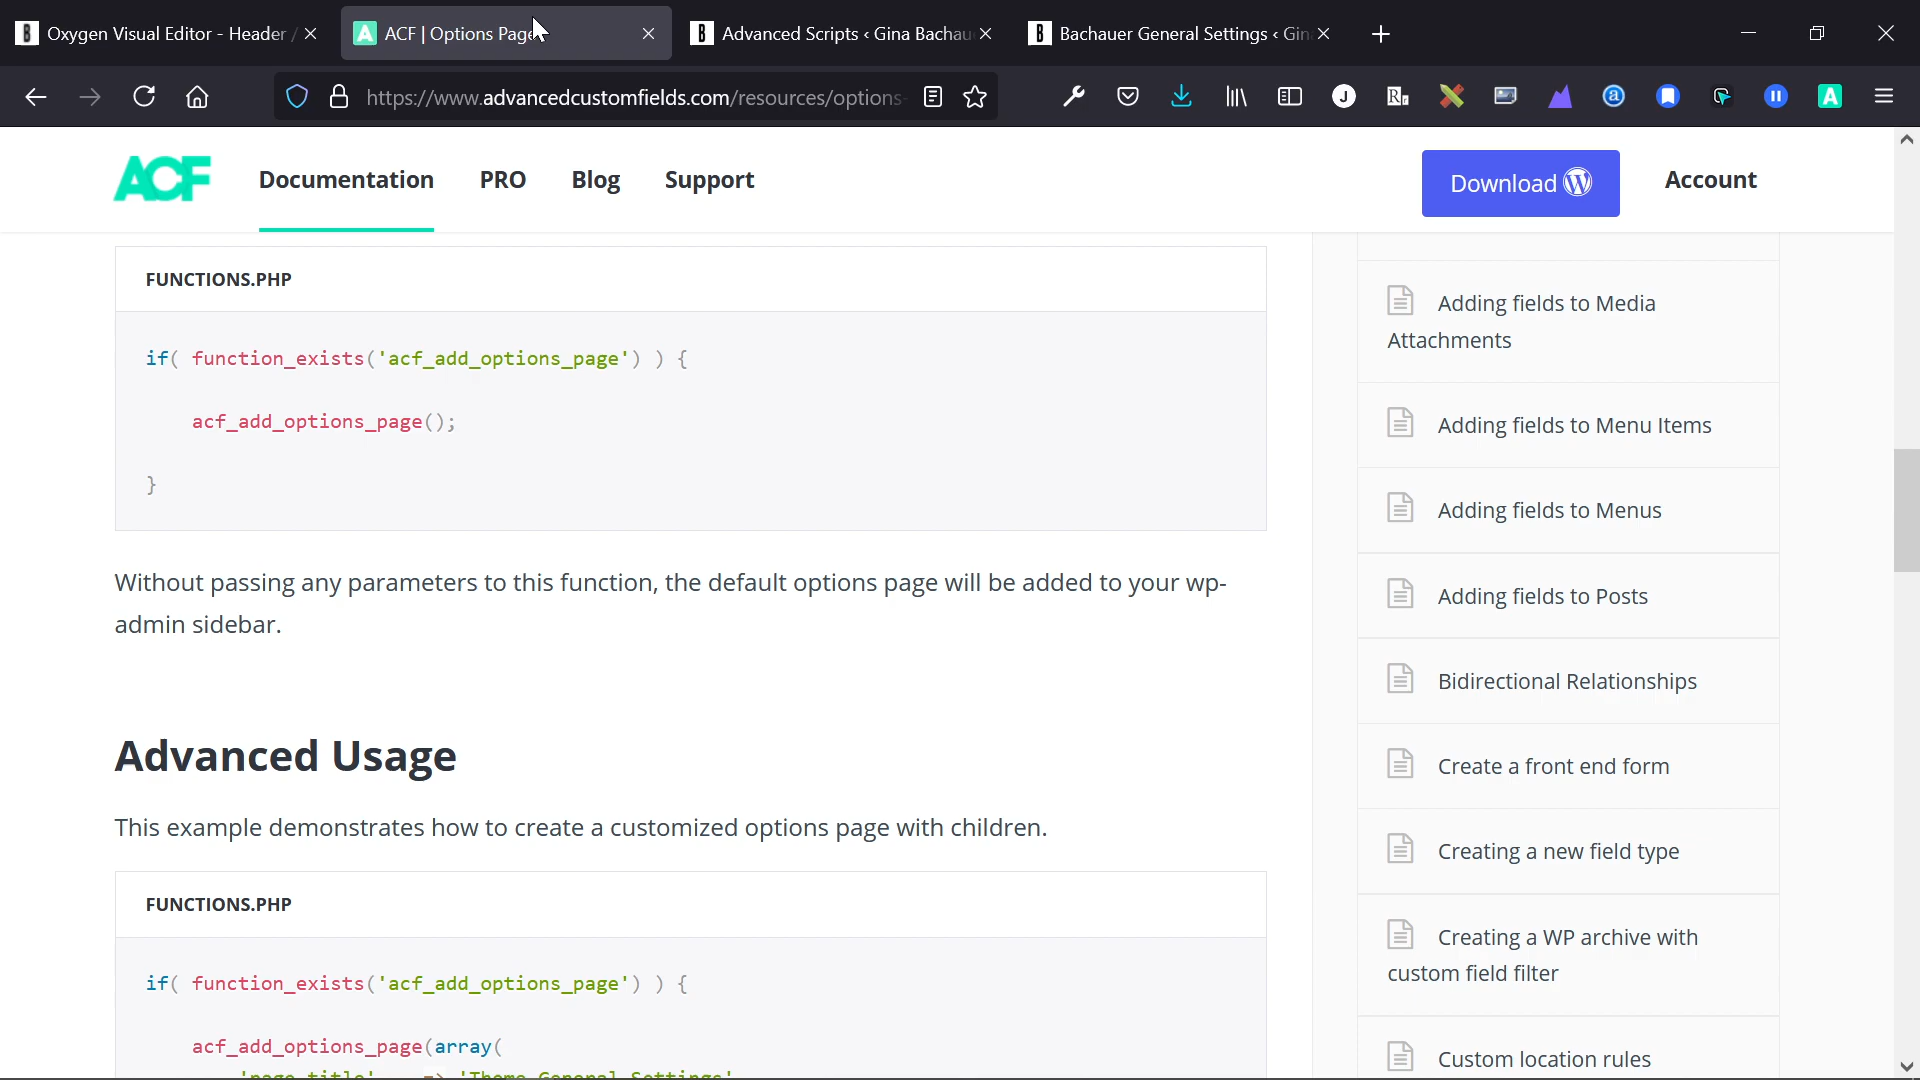 Oxygen Visual Editor - Header /
ACF | Options Page
Advanced Scripts ‹ Gina Bachau
Bachauer General Settings ‹ Gin
https://www.advancedcustomfields.com/resources/options-
ACF
Documentation
PRO
Blog
Support
Download
Account
FUNCTIONS.PHP
if( function_exists('acf_add_options_page') ) {
acf_add_options_page();
}
Without passing any parameters to this function, the default options page will be added to your wp-
admin sidebar.
Advanced Usage
This example demonstrates how to create a customized options page with children.
FUNCTIONS.PHP
if( function_exists('acf_add_options_page') ) {
acf_add_options_page(array(
'page_title' => 'Theme General Settings'
Adding fields to Media
Attachments
Adding fields to Menu Items
Adding fields to Menus
Adding fields to Posts
Bidirectional Relationships
Create a front end form
Creating a new field type
Creating a WP archive with
custom field filter
Custom location rules